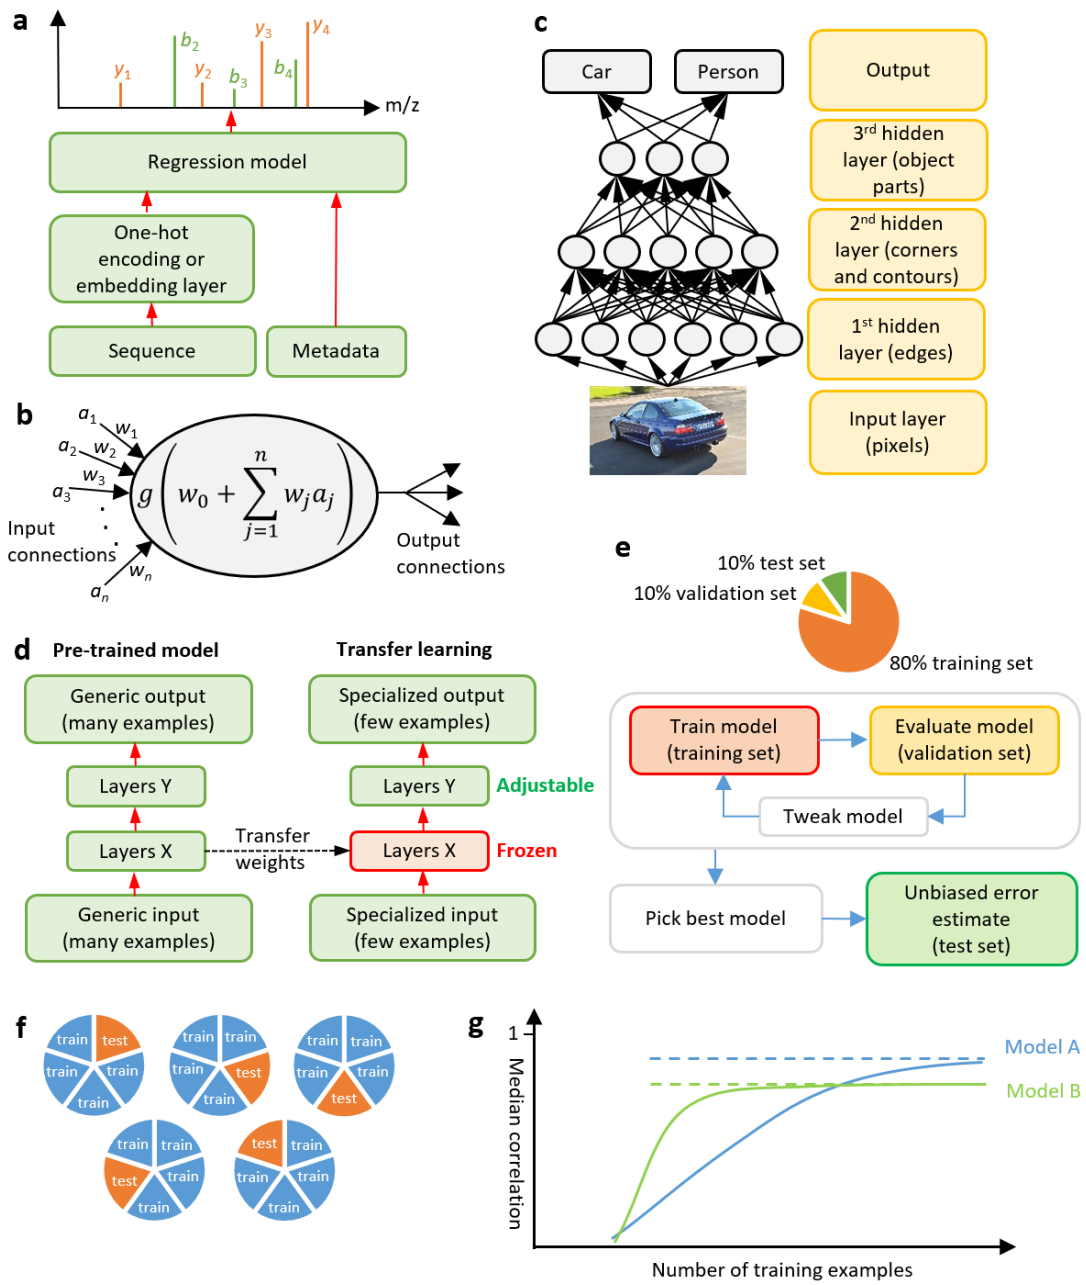 a
y1
b2
y2
b3
y3
b4
y4
m/z
Regression model
One-hot
encoding or
embedding layer
Sequence
Metadata
b
a1
w1
a2
w2
a3
w3
Input
connections
an
wn
g(w0 + ∑ j=1 n wjaj)
Output
connections
c
Car
Person
Output
3rd hidden
layer (object
parts)
2nd hidden
layer (corners
and contours)
1st hidden
layer (edges)
Input layer
(pixels)
d
Pre-trained model
Transfer learning
Generic output
(many examples)
Specialized output
(few examples)
Layers Y
Layers Y
Adjustable
Layers X
Transfer
weights
Layers X
Frozen
Generic input
(many examples)
Specialized input
(few examples)
e
10% test set
10% validation set
80% training set
Train model
(training set)
Evaluate model
(validation set)
Tweak model
Pick best model
Unbiased error
estimate
(test set)
f
train
test
train
train
train
train
train
train
test
train
train
train
train
train
test
train
train
train
test
train
test
train
train
train
train
g
1
Median correlation
Model A
Model B
Number of training examples